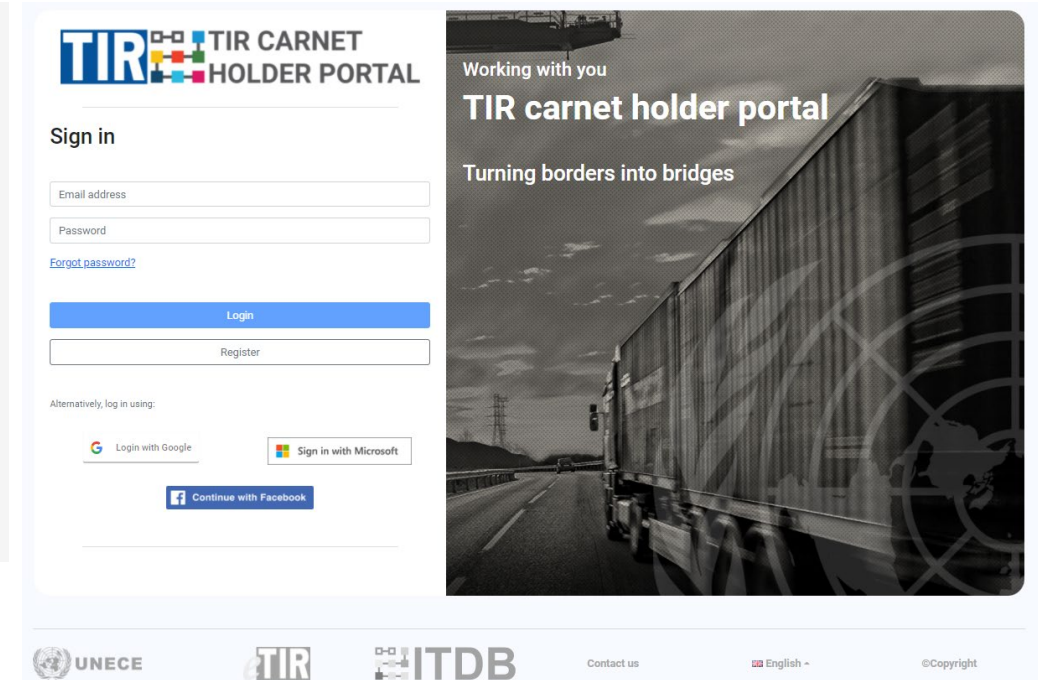 TIR TIR CARNET
HOLDER PORTAL
Sign in
Email address
Password
Forgot password?
Login
Register
Alternatively, log in using:
G Login with Google
Sign in with Microsoft
f Continue with Facebook
Working with you
TIR carnet holder portal
Turning borders into bridges
UNECE
eTIR
ITDB
Contact us
English
©Copyright